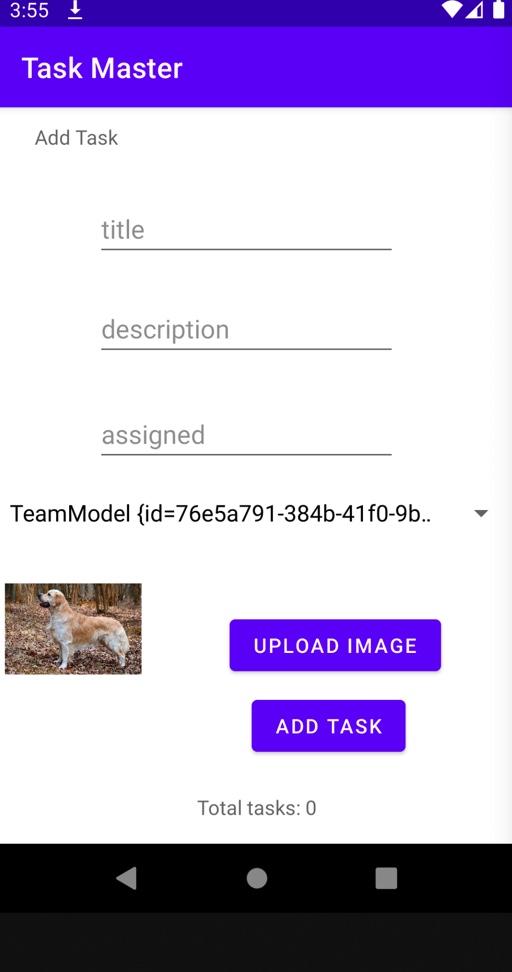 3:55
Task Master
Add Task
title
description
assigned
TeamModel {id=76e5a791-384b-41f0-9b..
UPLOAD IMAGE
ADD TASK
Total tasks: 0